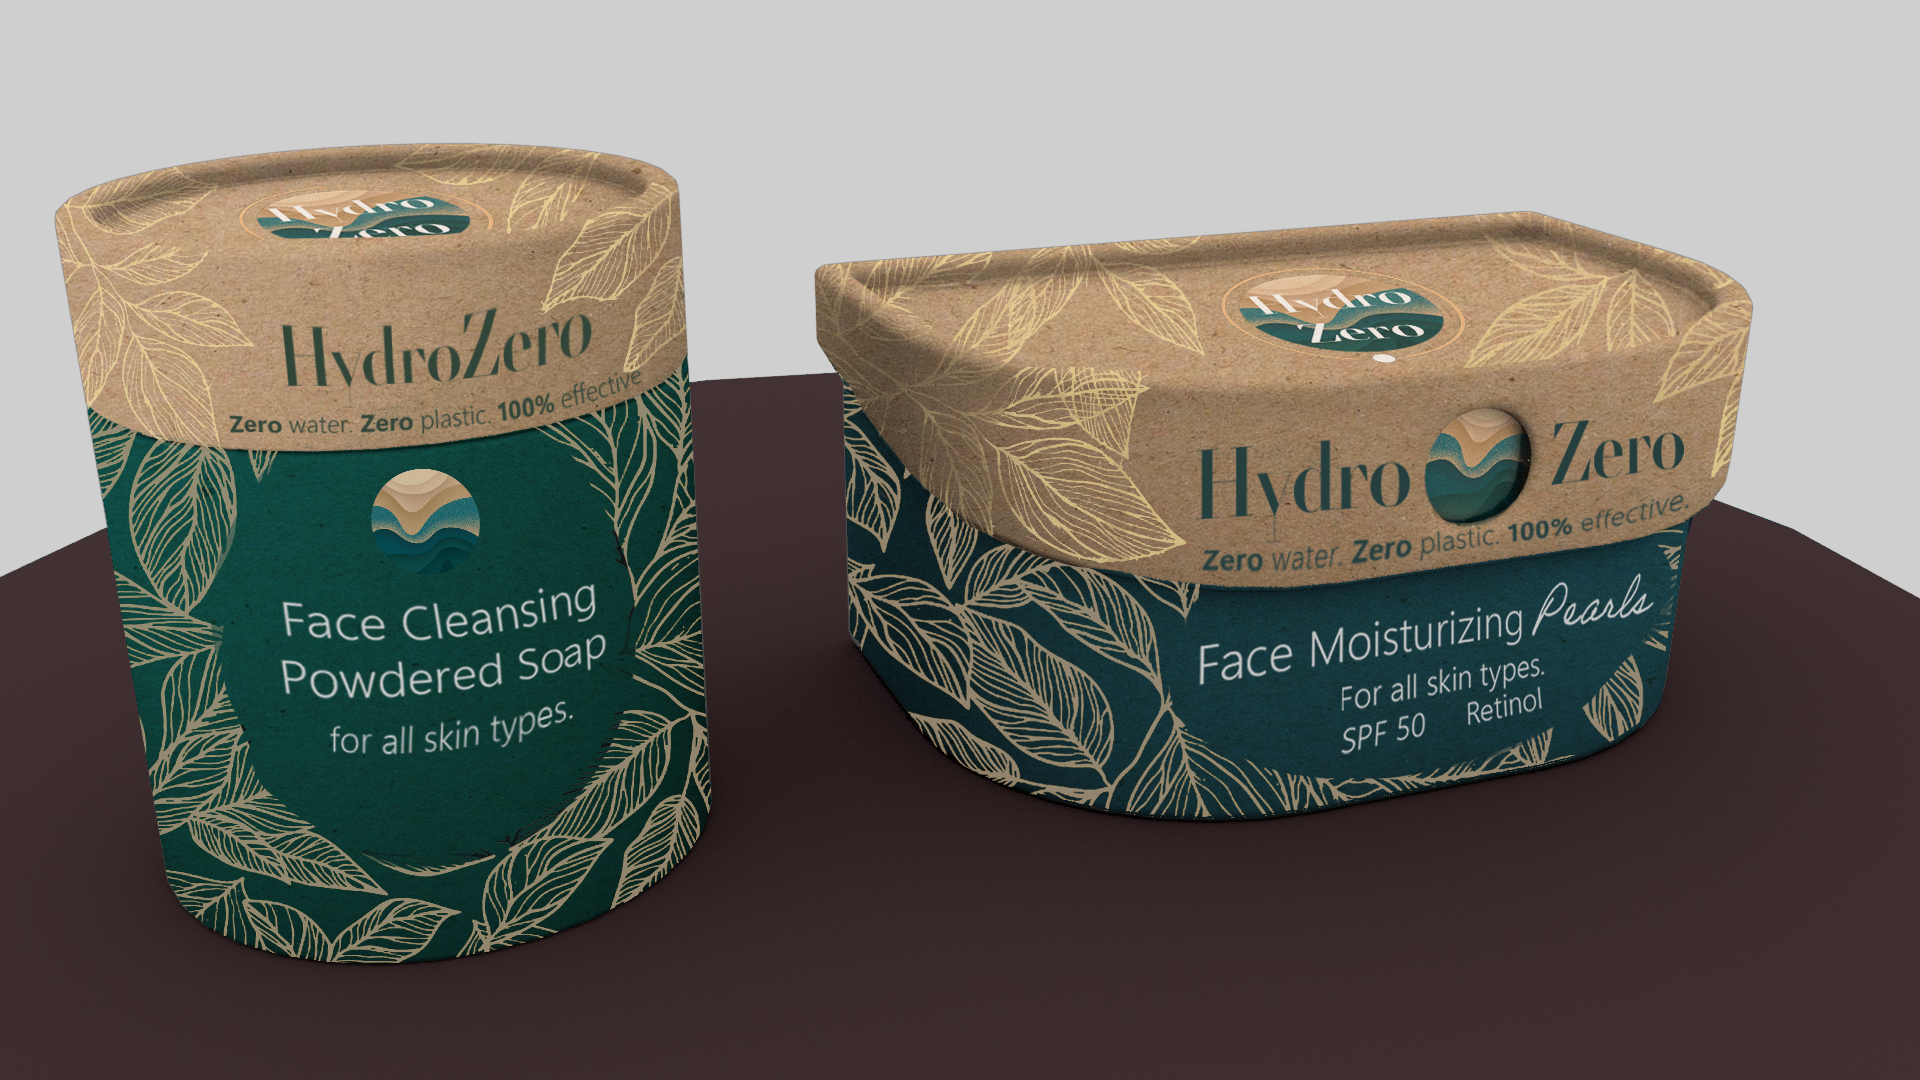 Hydro
Zero
HydroZero
Zero water. Zero plastic. 100% effective
Face Cleansing
Powdered Soap
for all skin types.
Hydro
Zero
Hydro Zero
Zero water. Zero plastic. 100% effective.
Face Moisturizing Pearls
For all skin types.
SPF 50 Retinol